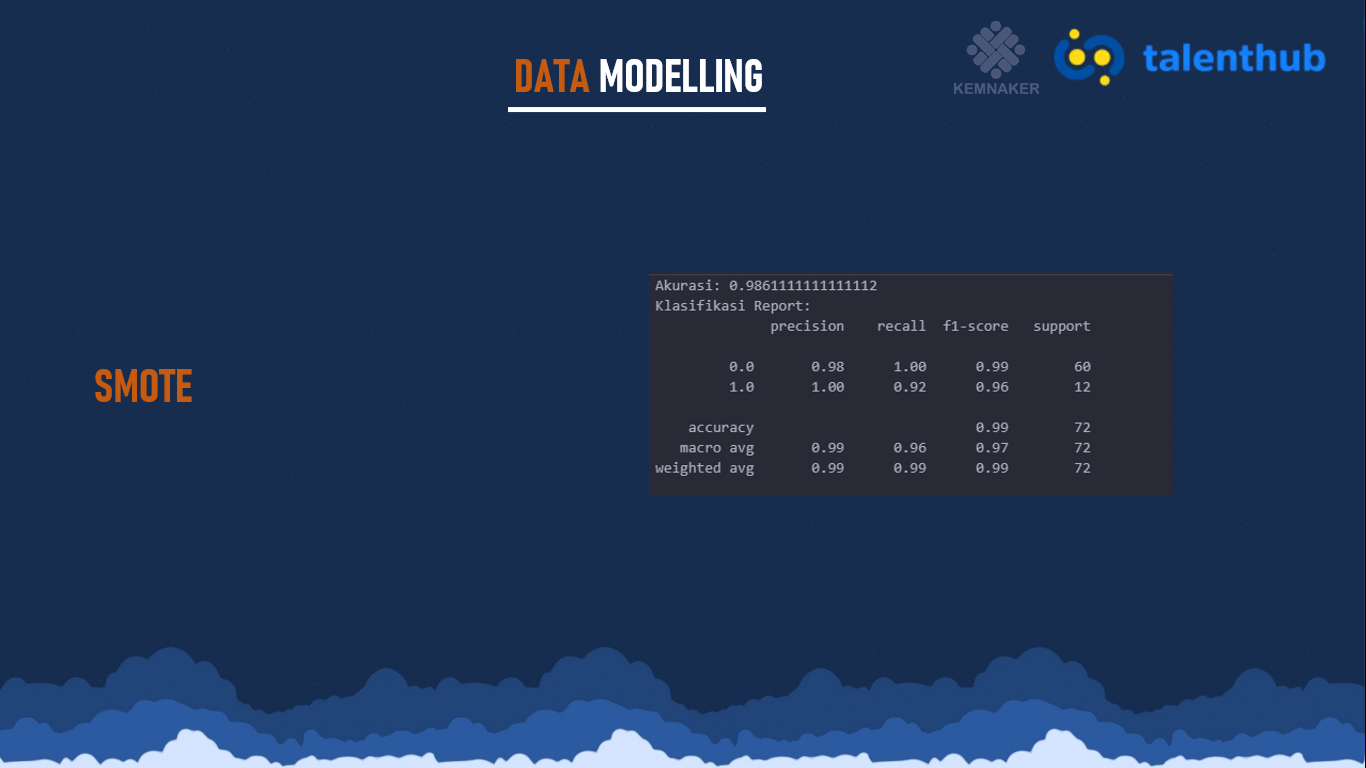 DATA MODELLING
KEMNAKER
talenthub
SMOTE
Akurasi: 0.9861111111111112
Klasifikasi Report:
precision recall f1-score support
0.0 0.98 1.00 0.99 60
1.0 1.00 0.92 0.96 12
accuracy 0.99 72
macro avg 0.99 0.96 0.97 72
weighted avg 0.99 0.99 0.99 72